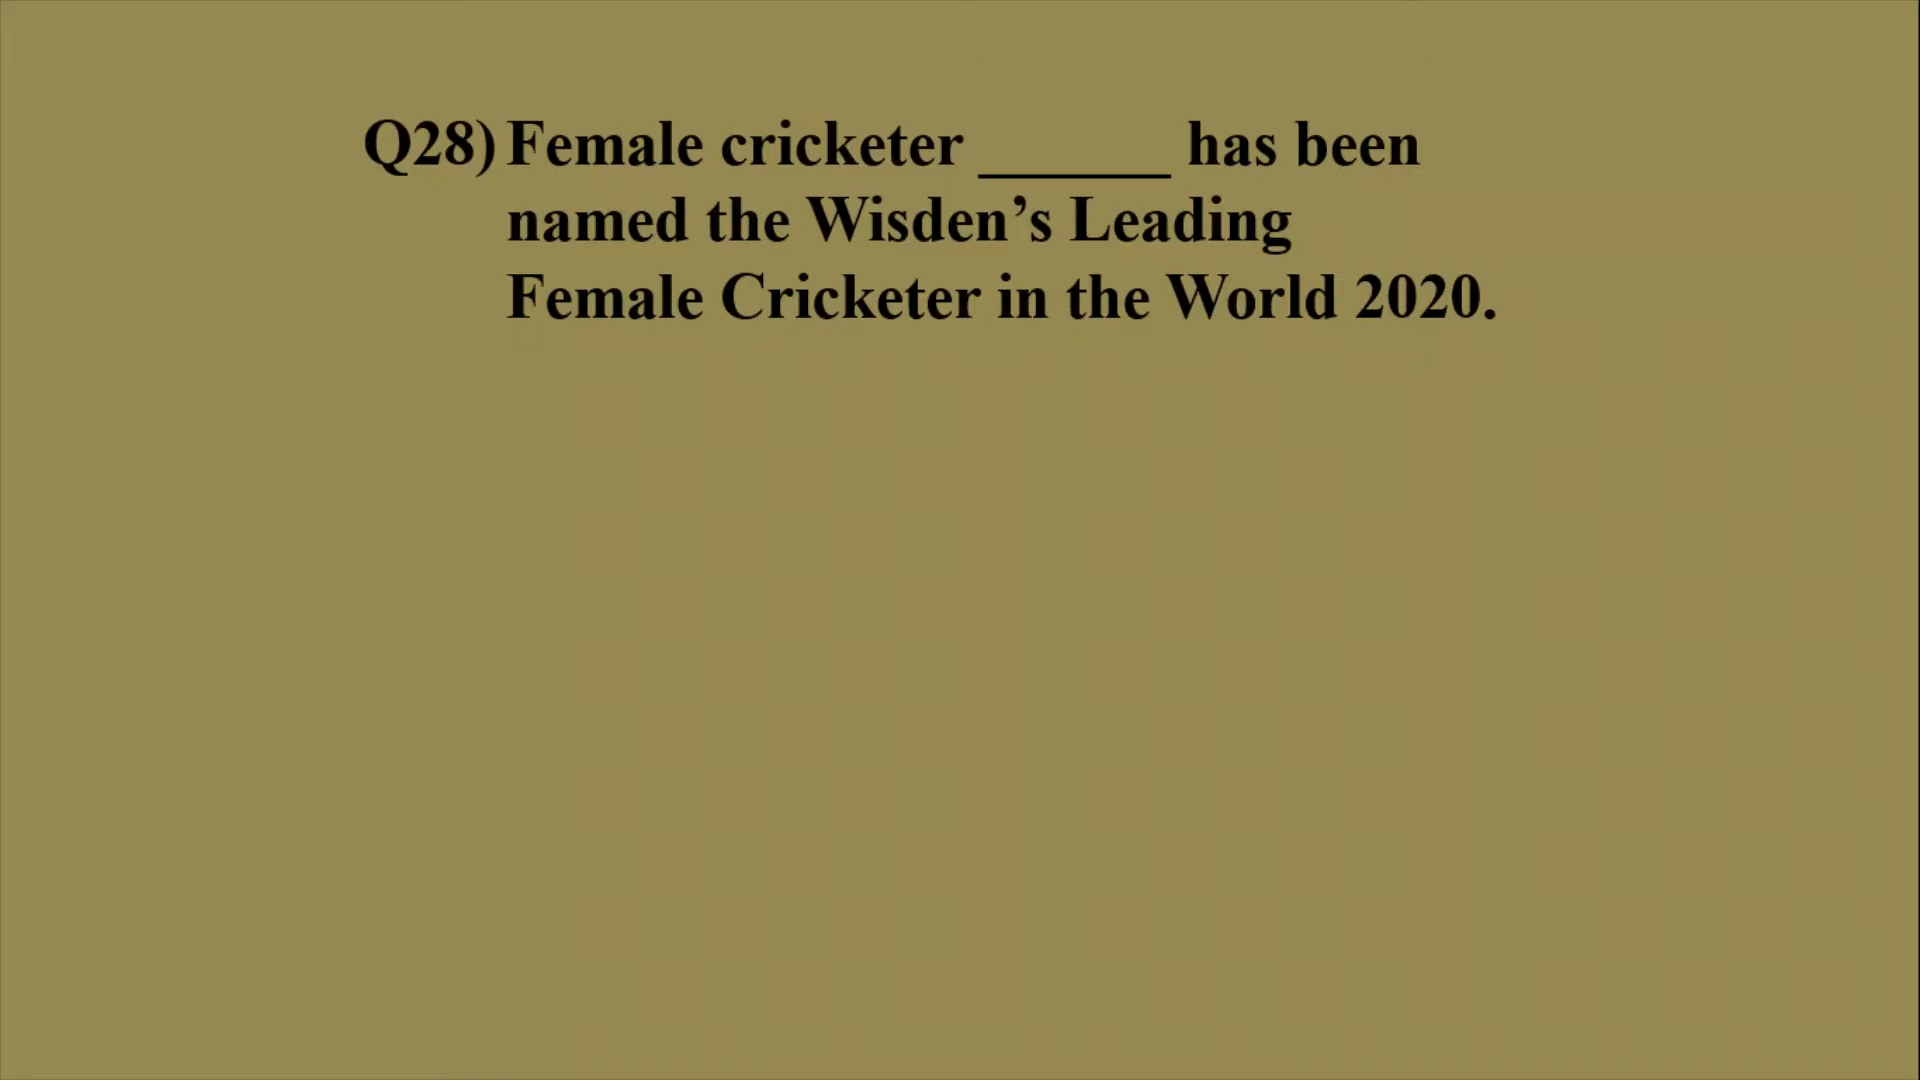 Q28) Female cricketer ______ has been
named the Wisden’s Leading
Female Cricketer in the World 2020.